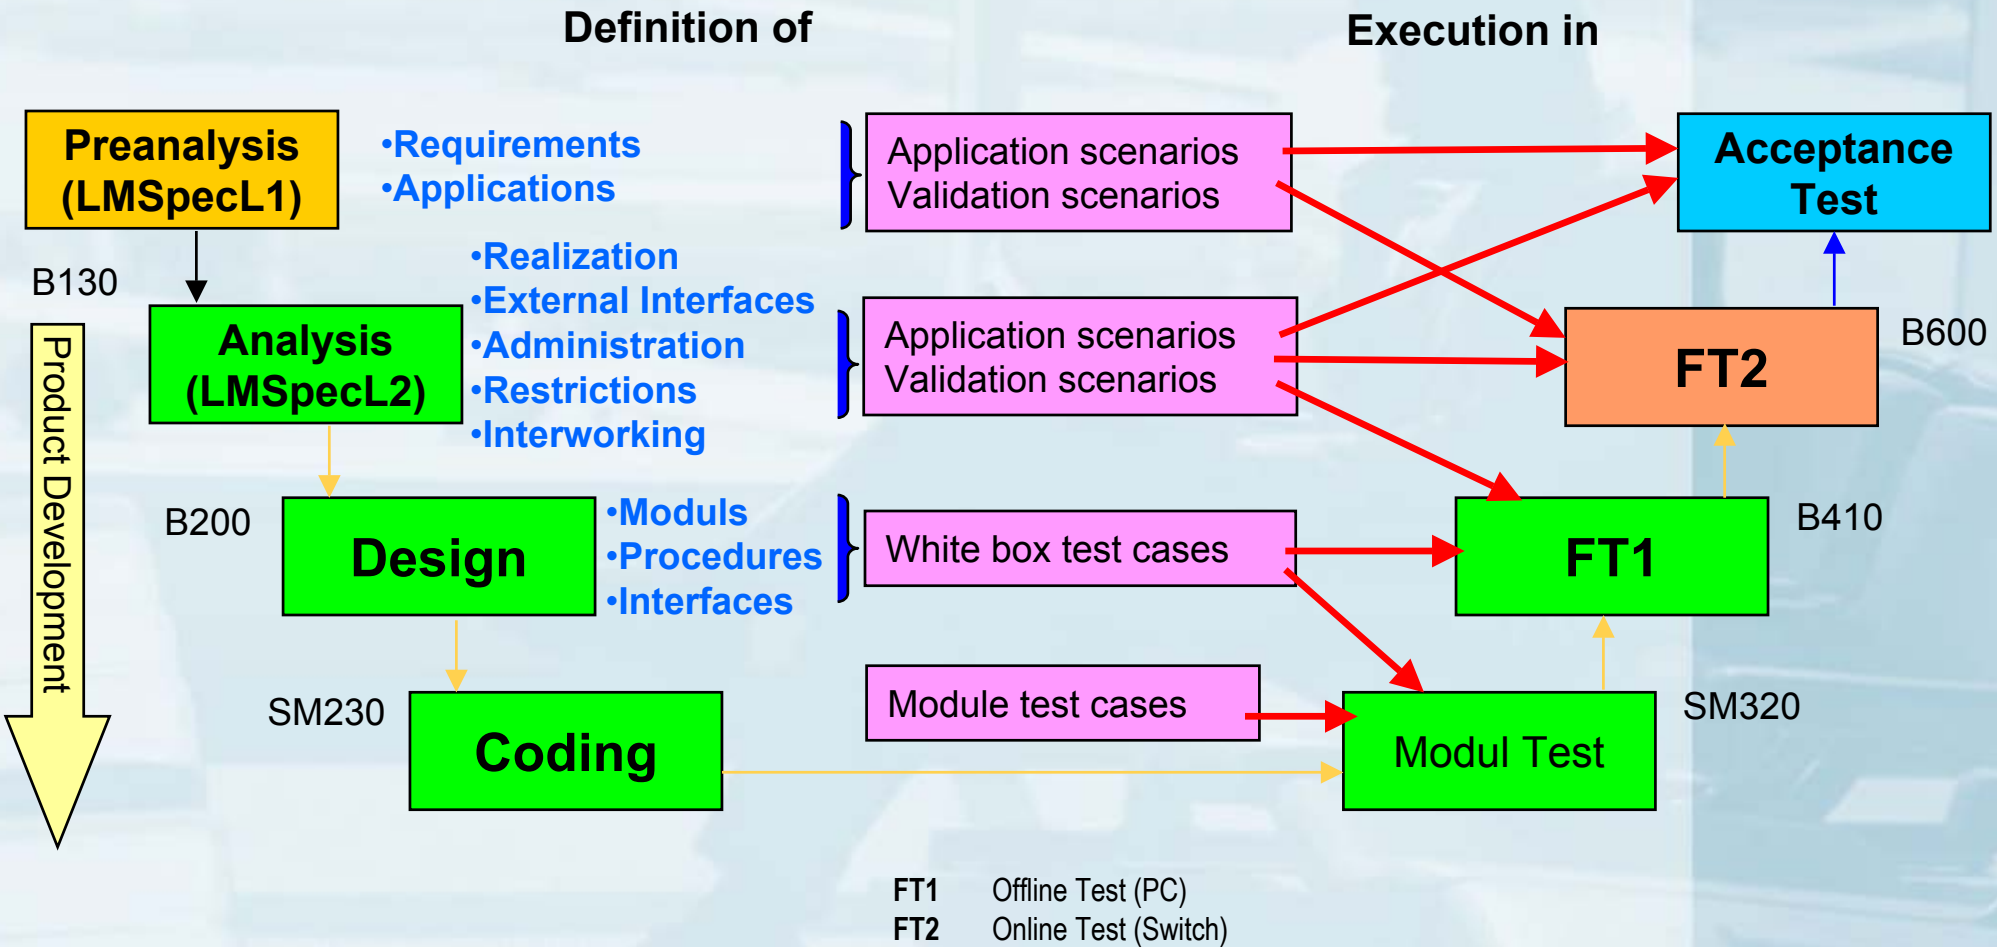 Definition of
Execution in
Preanalysis
(LMSpecL1)
•Requirements
•Applications
Application scenarios
Validation scenarios
Acceptance
Test
B130
Analysis
(LMSpecL2)
•Realization
•External Interfaces
•Administration
•Restrictions
•Interworking
Application scenarios
Validation scenarios
FT2
B600
Product Development
B200
Design
•Moduls
•Procedures
•Interfaces
White box test cases
FT1
B410
SM230
Coding
Module test cases
Modul Test
SM320
FT1 Offline Test (PC)
FT2 Online Test (Switch)